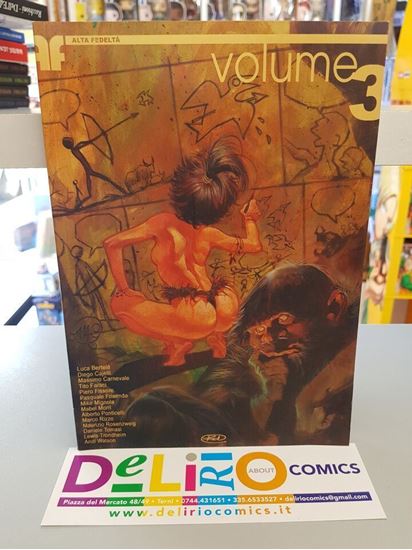 af ALTA FEDELTÀ
volume
3
Luca Bertelè
Diego Cajelli
Massimo Carnevale
Tito Faraci
Piero Fissore
Pasquale Frisenda
Mike Mignola
Mabel Morri
Alberto Ponticelli
Marco Rizzo
Maurizio Rosenzweig
Daniele Tomasi
Lewis Trondheim
Andi Watson
DeLiRiO ABOUT COMICS
Piazza del Mercato 48/49 • Terni • 0744.431651 • 335.6533527 • deliriocomics@gmail.com
www.deliriocomics.it